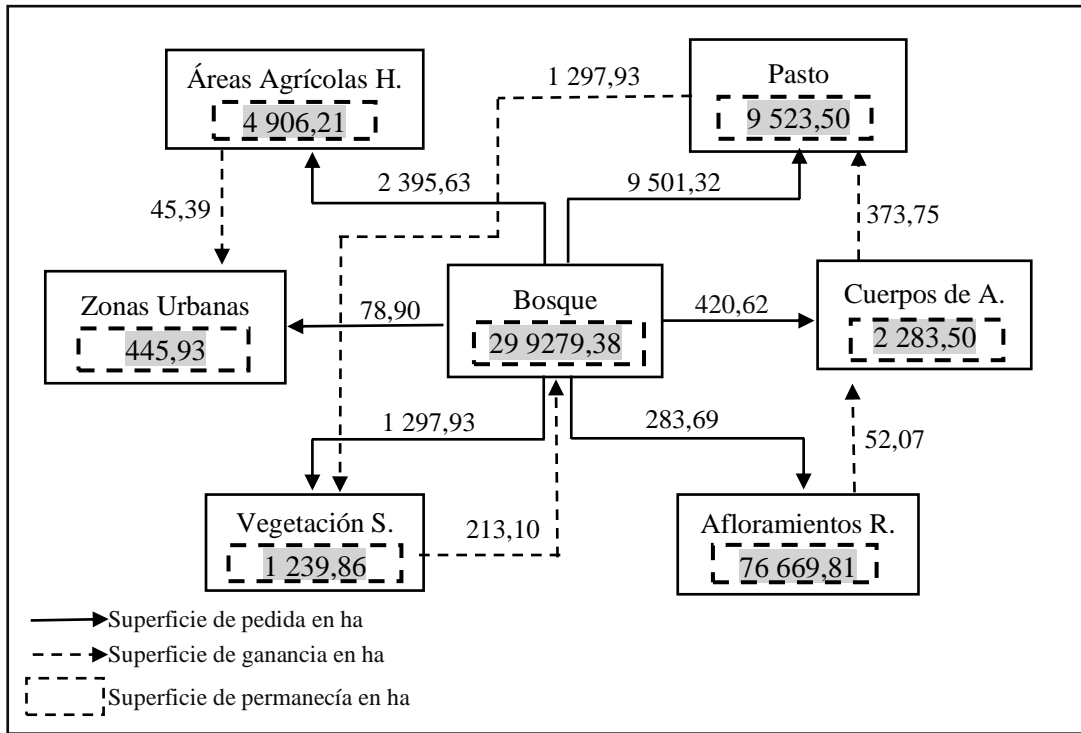 Áreas Agrícolas H.
4 906,21
1 297,93
Pasto
9 523,50
2 395,63
9 501,32
45,39
373,75
Zonas Urbanas
445,93
78,90
Bosque
29 9279,38
420,62
Cuerpos de A.
2 283,50
1 297,93
283,69
52,07
Vegetación S.
1 239,86
213,10
Afloramientos R.
76 669,81
Superficie de pedida en ha
Superficie de ganancia en ha
Superficie de permanecía en ha